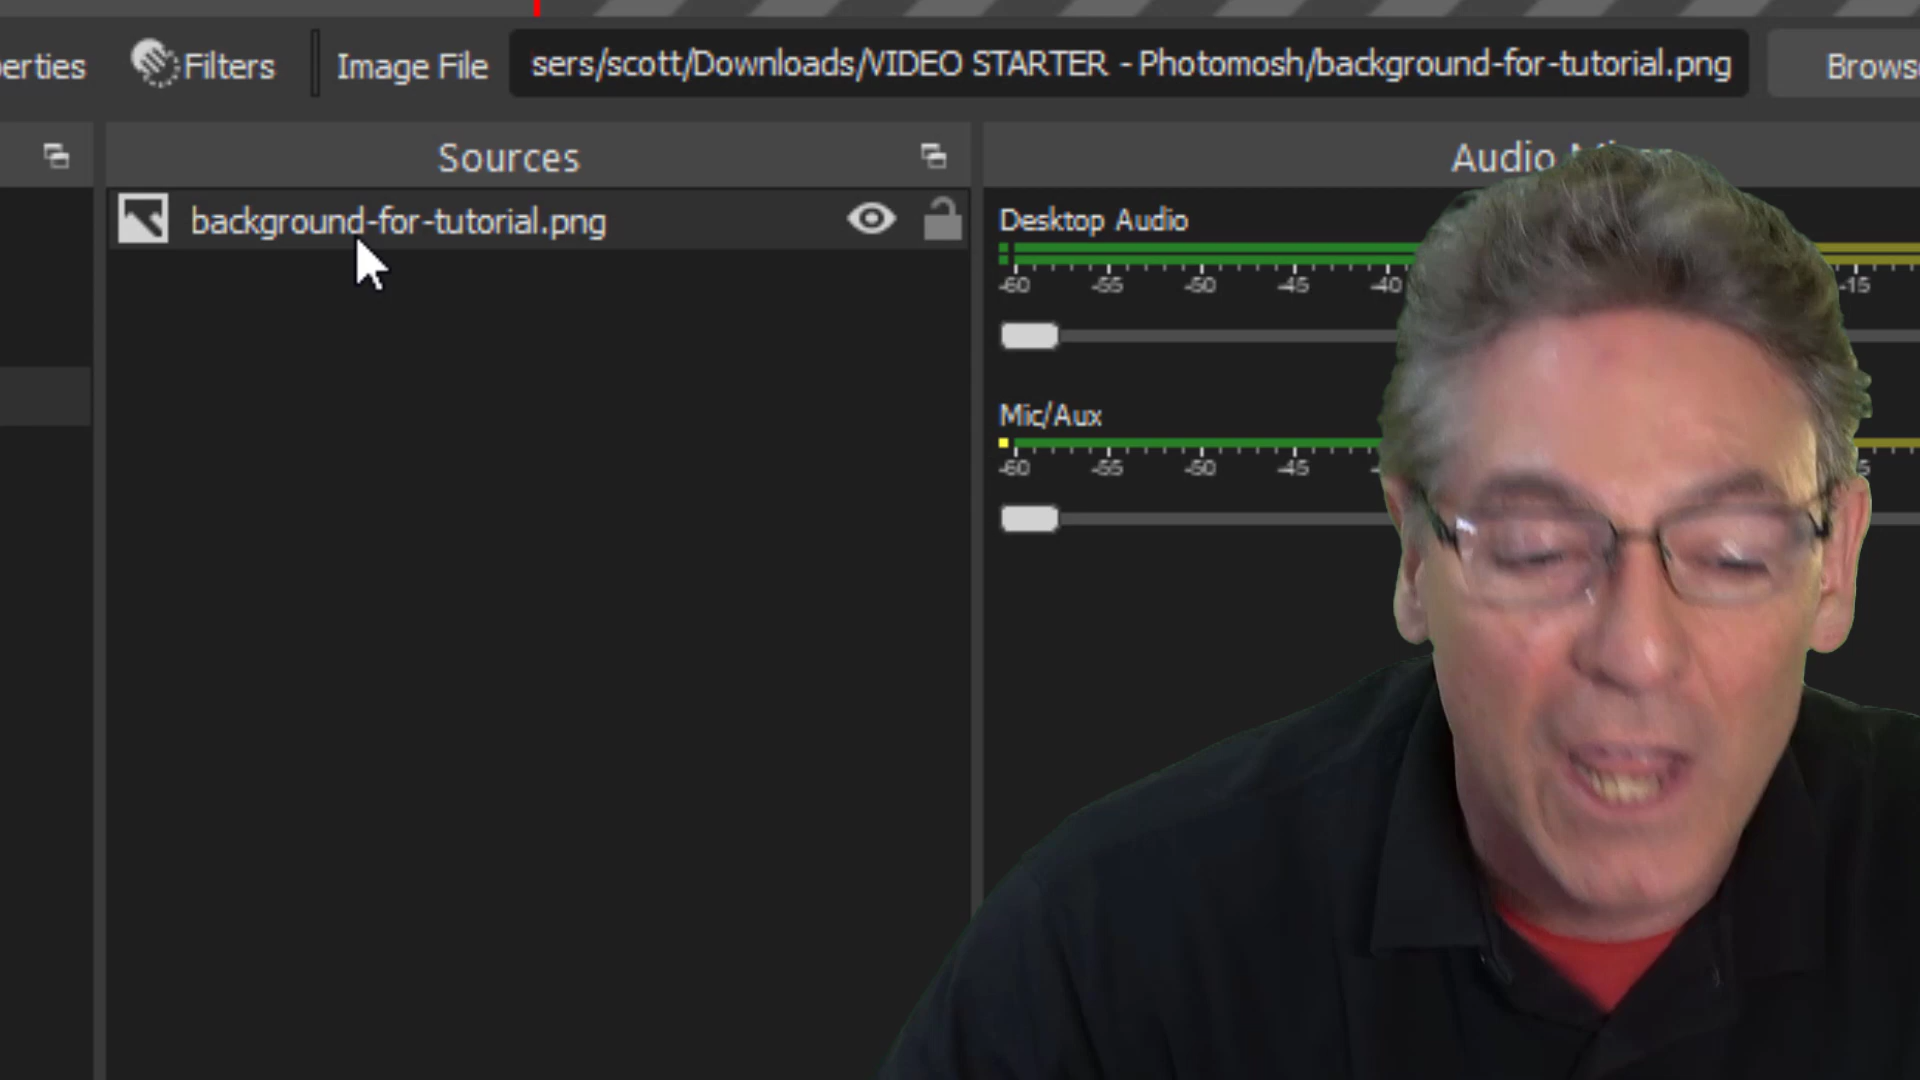 erties Filters Image File sers/scott/Downloads/VIDEO STARTER - Photomosh/background-for-tutorial.png Brows
Sources Audio
background-for-tutorial.png
Desktop Audio
-60 -55 -50 -45 -40 -15
Mic/Aux
-60 -55 -50 -45